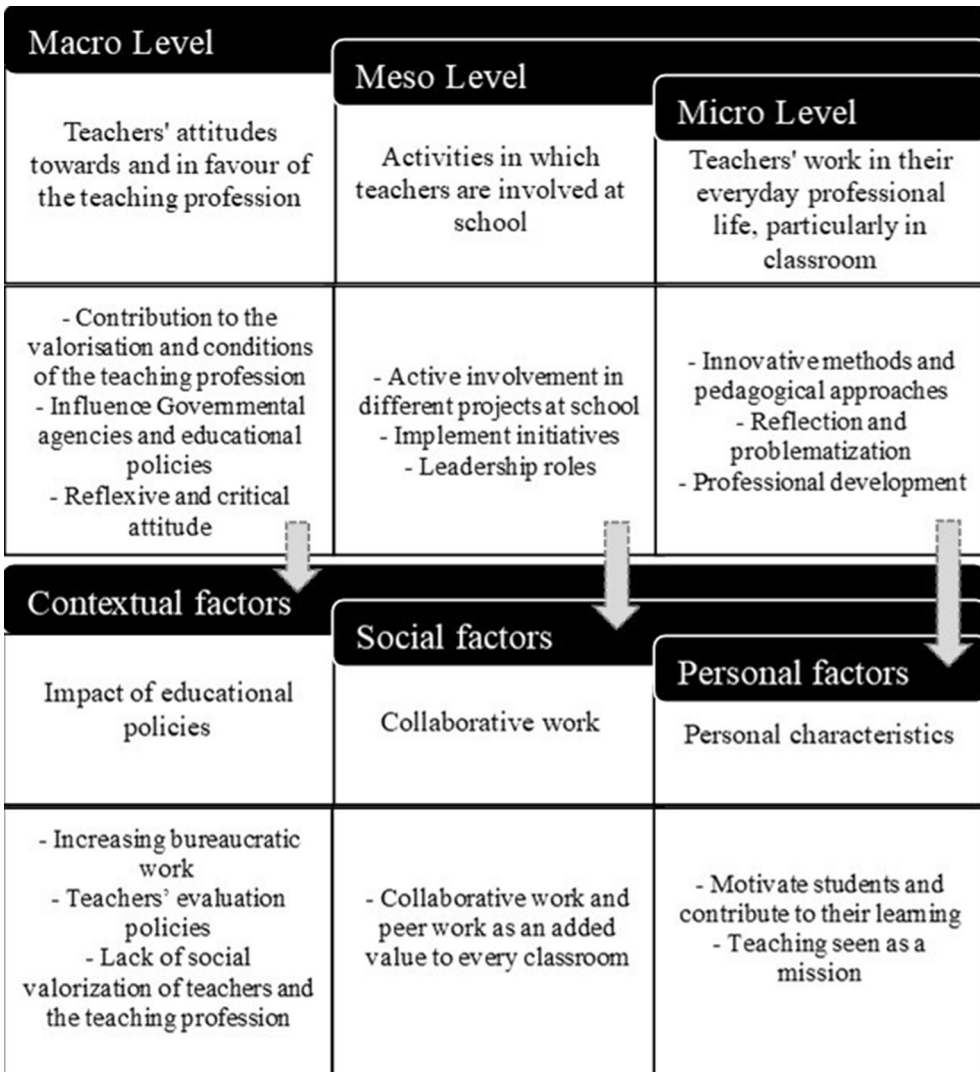 Macro Level
Teachers' attitudes
towards and in favour of
the teaching profession
- Contribution to the
valorisation and conditions
of the teaching profession
- Influence Governmental
agencies and educational
policies
- Reflexive and critical
attitude
Meso Level
Activities in which
teachers are involved at
school
- Active involvement in
different projects at school
- Implement initiatives
- Leadership roles
Micro Level
Teachers' work in their
everyday professional
life, particularly in
classroom
- Innovative methods and
pedagogical approaches
- Reflection and
problematization
- Professional development
Contextual factors
Impact of educational
policies
- Increasing bureaucratic
work
- Teachers’ evaluation
policies
- Lack of social
valorization of teachers and
the teaching profession
Social factors
Collaborative work
- Collaborative work and
peer work as an added
value to every classroom
Personal factors
Personal characteristics
- Motivate students and
contribute to their learning
- Teaching seen as a
mission